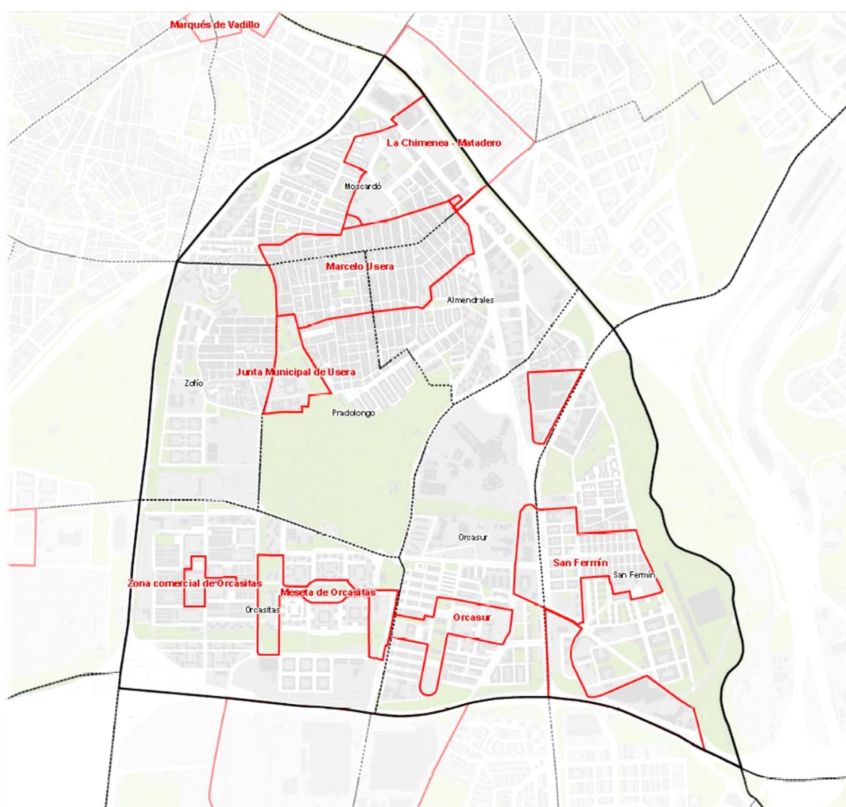 Marqués de Vadillo
La Chimenea - Matadero
Moscardó
Marcelo Usera
Almendrales
Junta Municipal de Usera
Zofío
Pradolongo
Orcasur
San Fermín
San Fermín
Zona comercial de Orcasitas
Meseta de Orcasitas
Orcasitas
Orcasur